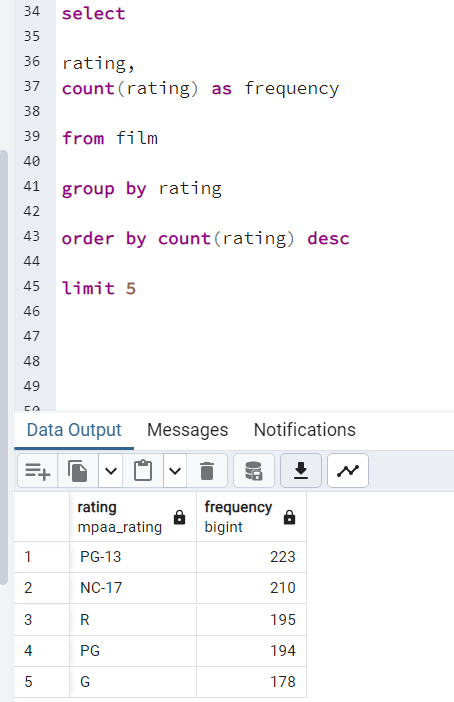 34 select
35
36 rating,
37 count(rating) as frequency
38
39 from film
40
41 group by rating
42
43 order by count(rating) desc
44
45 limit 5
46
47
48
49
50
Data Output Messages Notifications
rating frequency
mpaa_rating bigint
1 PG-13 223
2 NC-17 210
3 R 195
4 PG 194
5 G 178